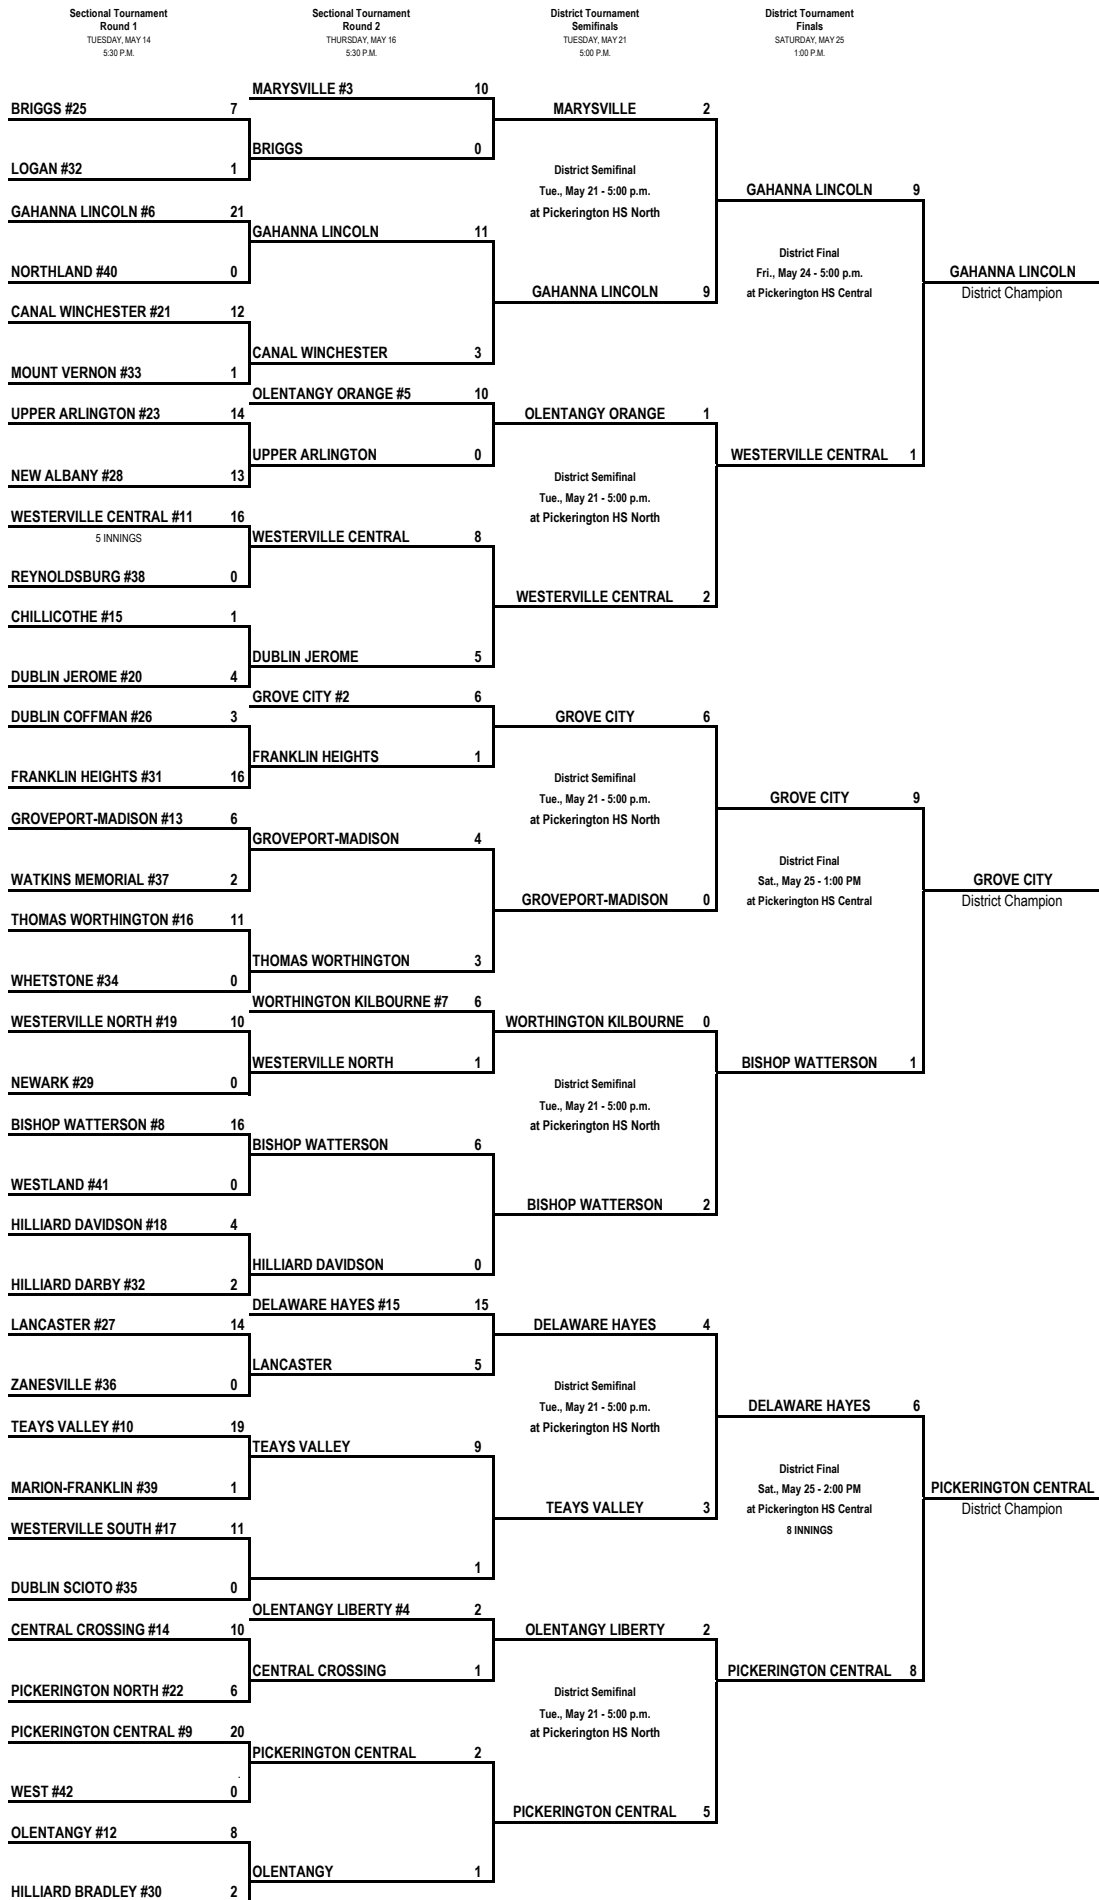 Sectional Tournament
Round 1
TUESDAY, MAY 14
5:30 P.M.
Sectional Tournament
Round 2
THURSDAY, MAY 16
5:30 P.M.
District Tournament
Semifinals
TUESDAY, MAY 21
5:00 P.M.
District Tournament
Finals
SATURDAY, MAY 25
1:00 P.M.
BRIGGS #25 7
LOGAN #32 1
GAHANNA LINCOLN #6 21
NORTHLAND #40 0
CANAL WINCHESTER #21 12
MOUNT VERNON #33 1
UPPER ARLINGTON #23 14
NEW ALBANY #28 13
WESTERVILLE CENTRAL #11 16
5 INNINGS
REYNOLDSBURG #38 0
CHILLICOTHE #15 1
DUBLIN JEROME #20 4
DUBLIN COFFMAN #26 3
FRANKLIN HEIGHTS #31 16
GROVEPORT-MADISON #13 6
WATKINS MEMORIAL #37 2
THOMAS WORTHINGTON #16 11
WHETSTONE #34 0
WESTERVILLE NORTH #19 10
NEWARK #29 0
BISHOP WATTERSON #8 16
WESTLAND #41 0
HILLIARD DAVIDSON #18 4
HILLIARD DARBY #32 2
LANCASTER #27 14
ZANESVILLE #36 0
TEAYS VALLEY #10 19
MARION-FRANKLIN #39 1
WESTERVILLE SOUTH #17 11
DUBLIN SCIOTO #35 0
CENTRAL CROSSING #14 10
PICKERINGTON NORTH #22 6
PICKERINGTON CENTRAL #9 20
WEST #42 0
OLENTANGY #12 8
HILLIARD BRADLEY #30 2
MARYSVILLE #3 10
BRIGGS 0
GAHANNA LINCOLN 11
CANAL WINCHESTER 3
OLENTANGY ORANGE #5 10
UPPER ARLINGTON 0
WESTERVILLE CENTRAL 8
DUBLIN JEROME 5
GROVE CITY #2 6
FRANKLIN HEIGHTS 1
GROVEPORT-MADISON 4
THOMAS WORTHINGTON 3
WORTHINGTON KILBOURNE #7 6
WESTERVILLE NORTH 1
BISHOP WATTERSON 6
HILLIARD DAVIDSON 0
DELAWARE HAYES #15 15
LANCASTER 5
TEAYS VALLEY 9
1
OLENTANGY LIBERTY #4 2
CENTRAL CROSSING 1
PICKERINGTON CENTRAL 2
OLENTANGY 1
MARYSVILLE 2
District Semifinal
Tue., May 21 - 5:00 p.m.
at Pickerington HS North
GAHANNA LINCOLN 9
OLENTANGY ORANGE 1
District Semifinal
Tue., May 21 - 5:00 p.m.
at Pickerington HS North
WESTERVILLE CENTRAL 2
GROVE CITY 6
District Semifinal
Tue., May 21 - 5:00 p.m.
at Pickerington HS North
GROVEPORT-MADISON 0
WORTHINGTON KILBOURNE 0
District Semifinal
Tue., May 21 - 5:00 p.m.
at Pickerington HS North
BISHOP WATTERSON 2
DELAWARE HAYES 4
District Semifinal
Tue., May 21 - 5:00 p.m.
at Pickerington HS North
TEAYS VALLEY 3
OLENTANGY LIBERTY 2
District Semifinal
Tue., May 21 - 5:00 p.m.
at Pickerington HS North
PICKERINGTON CENTRAL 5
GAHANNA LINCOLN 9
District Final
Fri., May 24 - 5:00 p.m.
at Pickerington HS Central
WESTERVILLE CENTRAL 1
GROVE CITY 9
District Final
Sat., May 25 - 1:00 PM
at Pickerington HS Central
BISHOP WATTERSON 1
DELAWARE HAYES 6
District Final
Sat., May 25 - 2:00 PM
at Pickerington HS Central
8 INNINGS
PICKERINGTON CENTRAL 8
GAHANNA LINCOLN
District Champion
GROVE CITY
District Champion
PICKERINGTON CENTRAL
District Champion